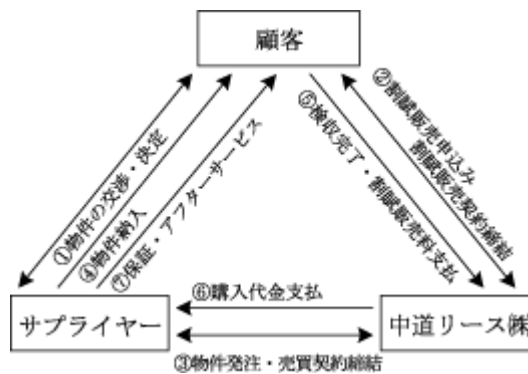 顧客
①物件の交渉・決定
④物件納入
⑦保証・アフターサービス
⑤検収完了・割賦販売料支払
②割賦販売申込み
割賦販売契約締結
サプライヤー
⑥購入代金支払
中道リース㈱
③物件発注・売買契約締結